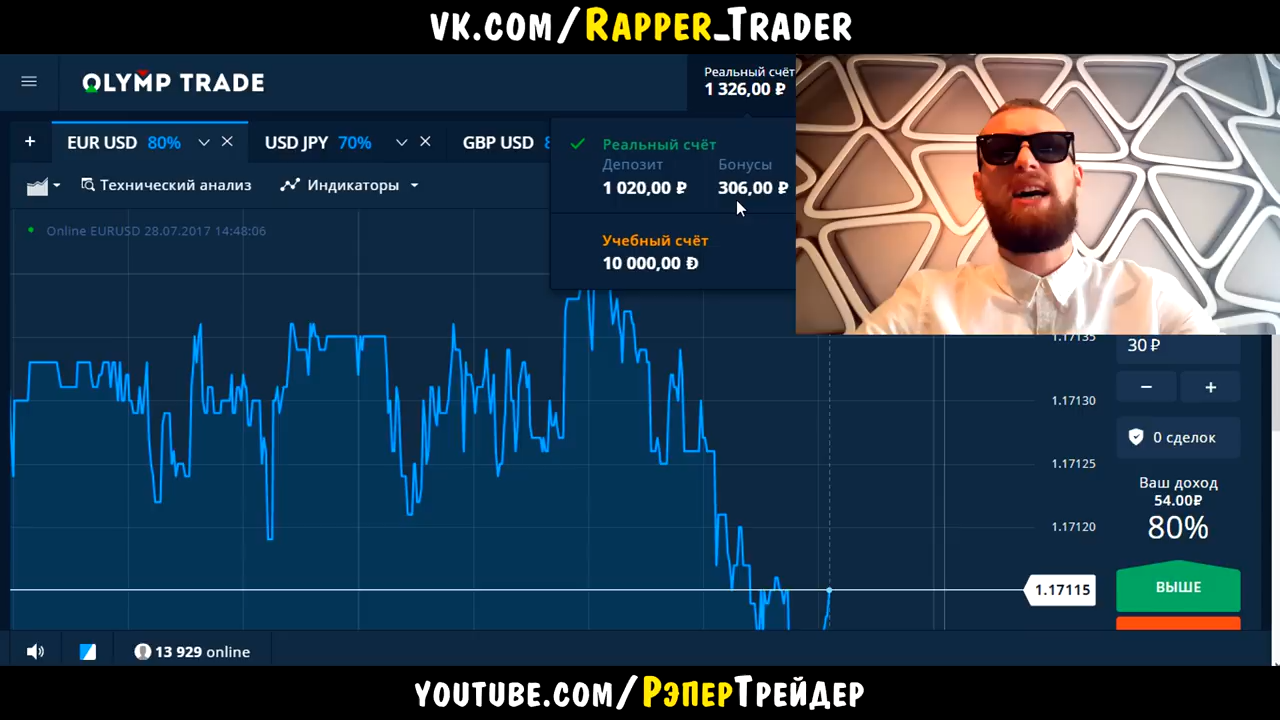 vk.com/Rapper_Trader
OLYMP TRADE
Реальный счёт
1 326,00 ₽
+ EUR USD 80% USD JPY 70% GBP USD
Реальный счёт
Депозит Бонусы
1 020,00 ₽ 306,00 ₽
Технический анализ Индикаторы
Учебный счёт
10 000,00 Đ
Online EURUSD 28.07.2017 14:48:06
1.17135
1.17130
1.17125
1.17120
1.17115
30 ₽
− +
0 сделок
Ваш доход
54.00₽
80%
ВЫШЕ
13 929 online
youtube.com/РэперТрейдер